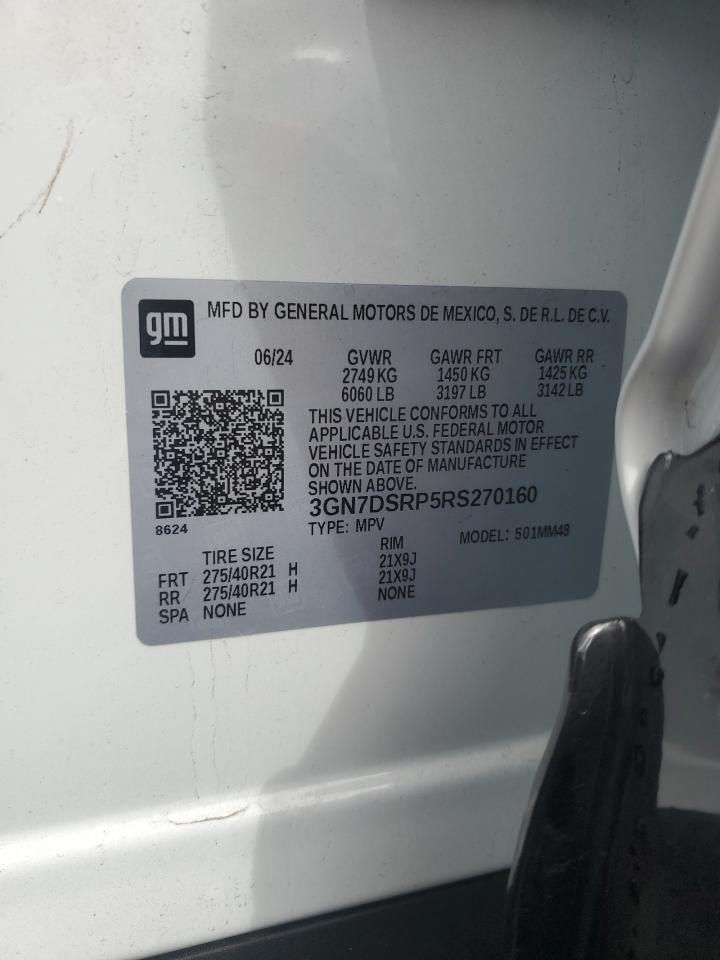 gm
MFD BY GENERAL MOTORS DE MEXICO, S. DE R.L. DE C.V.
06/24 GVWR GAWR FRT GAWR RR
2749 KG 1450 KG 1425 KG
6060 LB 3197 LB 3142 LB
THIS VEHICLE CONFORMS TO ALL
APPLICABLE U.S. FEDERAL MOTOR
VEHICLE SAFETY STANDARDS IN EFFECT
ON THE DATE OF MANUFACTURE
SHOWN ABOVE.
3GN7DSRP5RS270160
8624
TYPE: MPV MODEL: 501MM48
TIRE SIZE RIM
FRT 275/40R21 H 21X9J
RR 275/40R21 H 21X9J
SPA NONE NONE